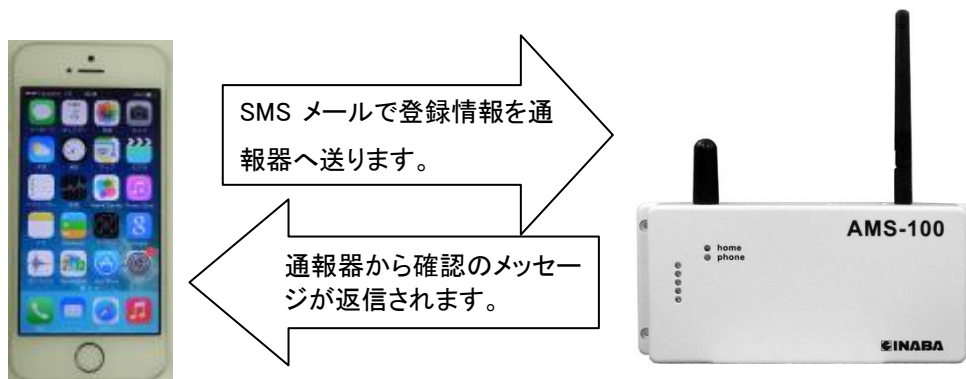 SMS メールで登録情報を通
報器へ送ります。
通報器から確認のメッセー
ジが返信されます。
AMS-100
home
phone
INABA